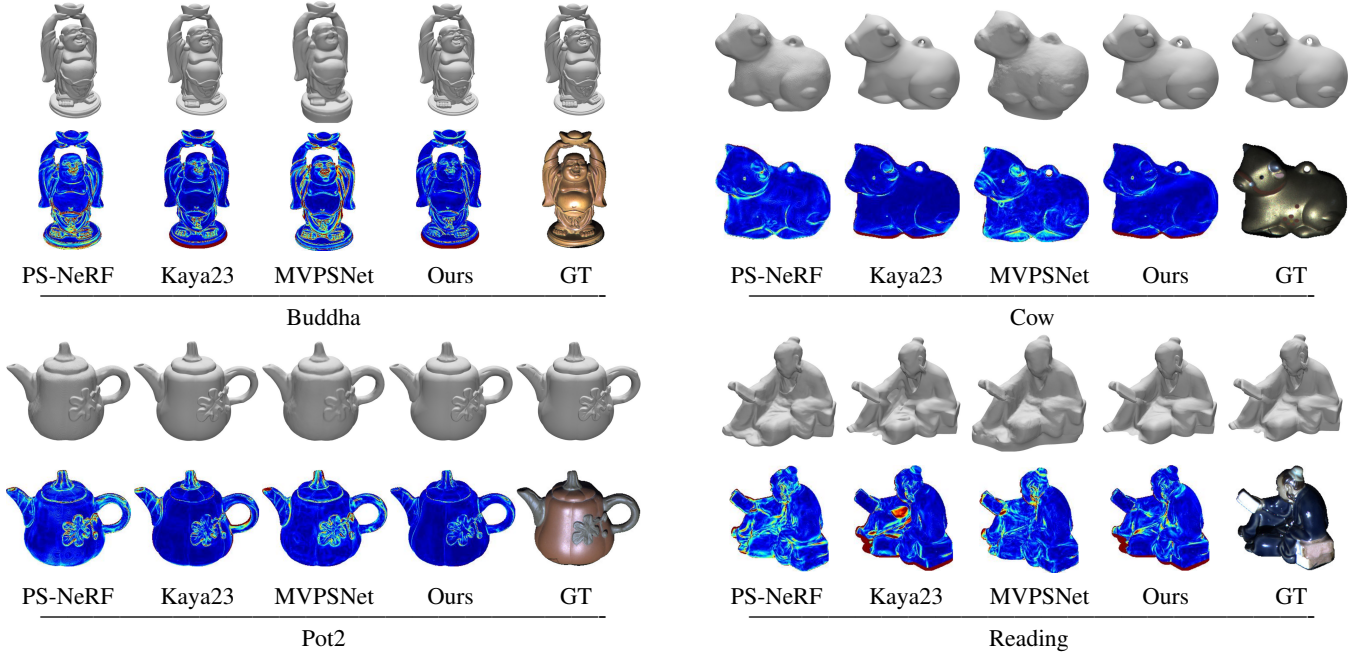 PS-NeRF Kaya23 MVPSNet Ours GT
Buddha
PS-NeRF Kaya23 MVPSNet Ours GT
Cow
PS-NeRF Kaya23 MVPSNet Ours GT
Pot2
PS-NeRF Kaya23 MVPSNet Ours GT
Reading